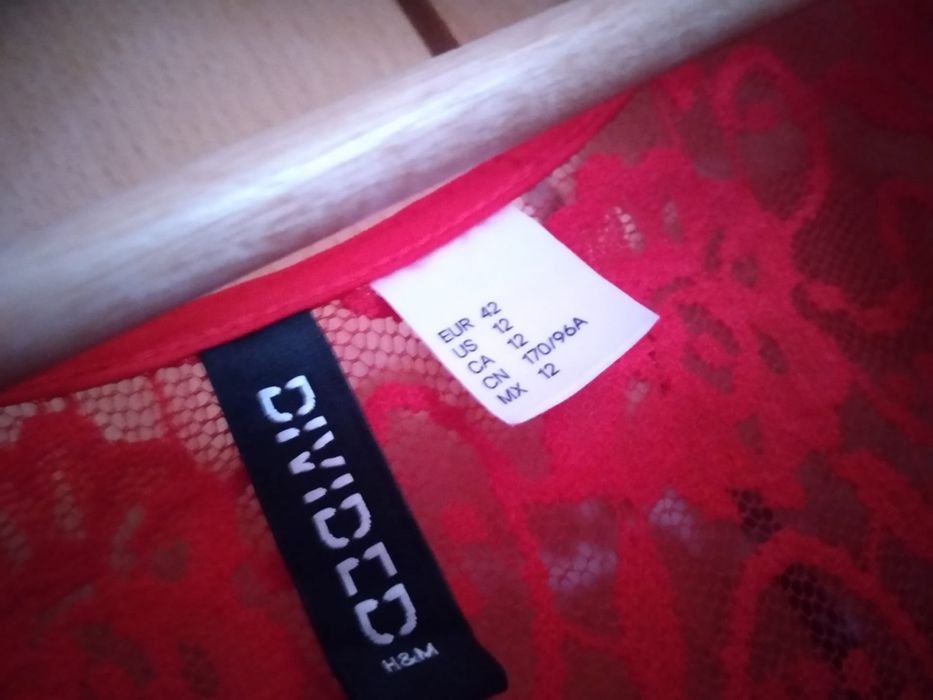 EUR 42
US 12
CA 12
CN 170/96A
MX 12
DIVIDED
H&M